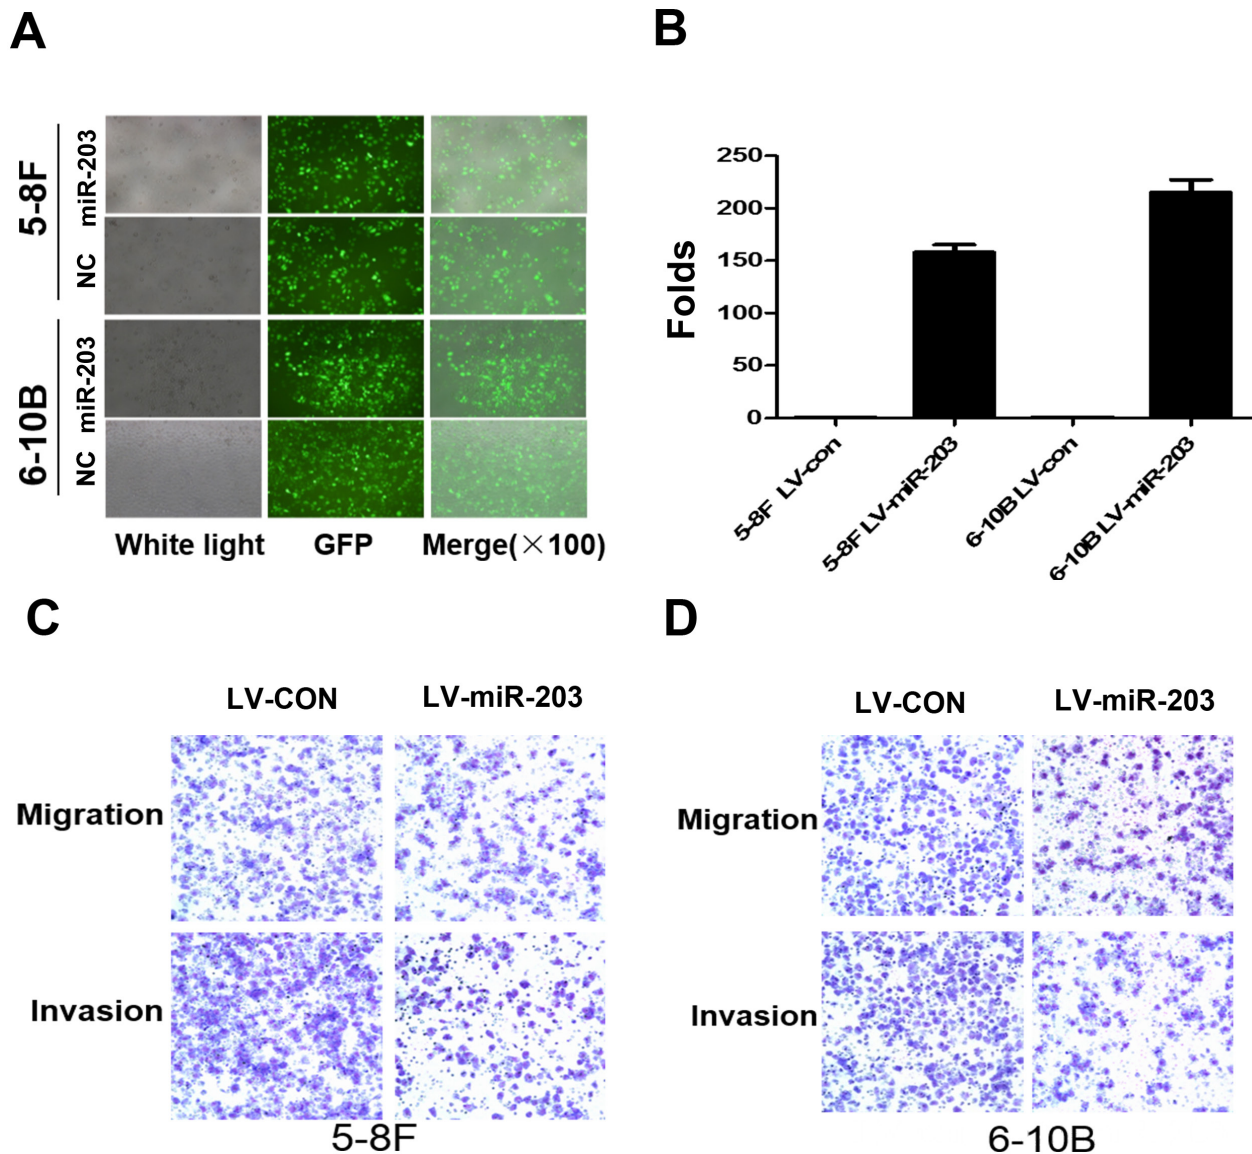 A
5-8F
miR-203
NC
6-10B
miR-203
NC
White light GFP Merge(×100)
B
Folds
250
200
150
100
50
0
5-8F LV-con
5-8F LV-miR-203
6-10B LV-con
6-10B LV-miR-203
C
LV-CON LV-miR-203
Migration
Invasion
5-8F
D
LV-CON LV-miR-203
Migration
Invasion
6-10B